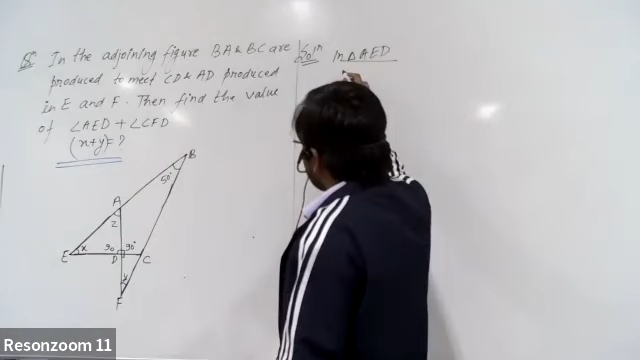 Q5 In the adjoining figure BA & BC are
produced to meet CD & AD produced
in E and F. Then find the value
of ∠AED + ∠CFD
(x+y)=?
Solⁿ In △AED
B
50°
A
z
E
x
90
90°
D
C
y
F
Resonzoom 11